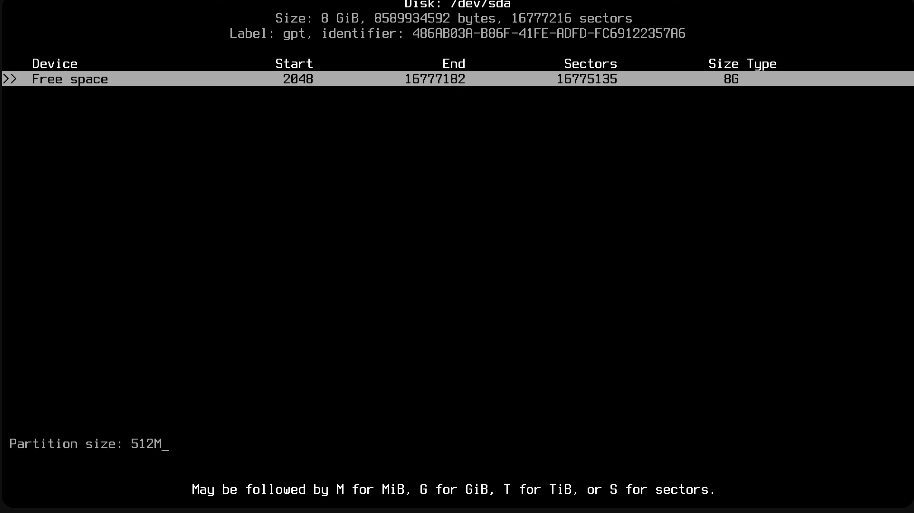 Disk: /dev/sda
Size: 8 GiB, 8589934592 bytes, 16777216 sectors
Label: gpt, identifier: 486AB03A-B86F-41FE-ADFD-FC69122357A6
Device Start End Sectors Size Type
>> Free space 2048 16777182 16775135 8G
Partition size: 512M_
May be followed by M for MiB, G for GiB, T for TiB, or S for sectors.